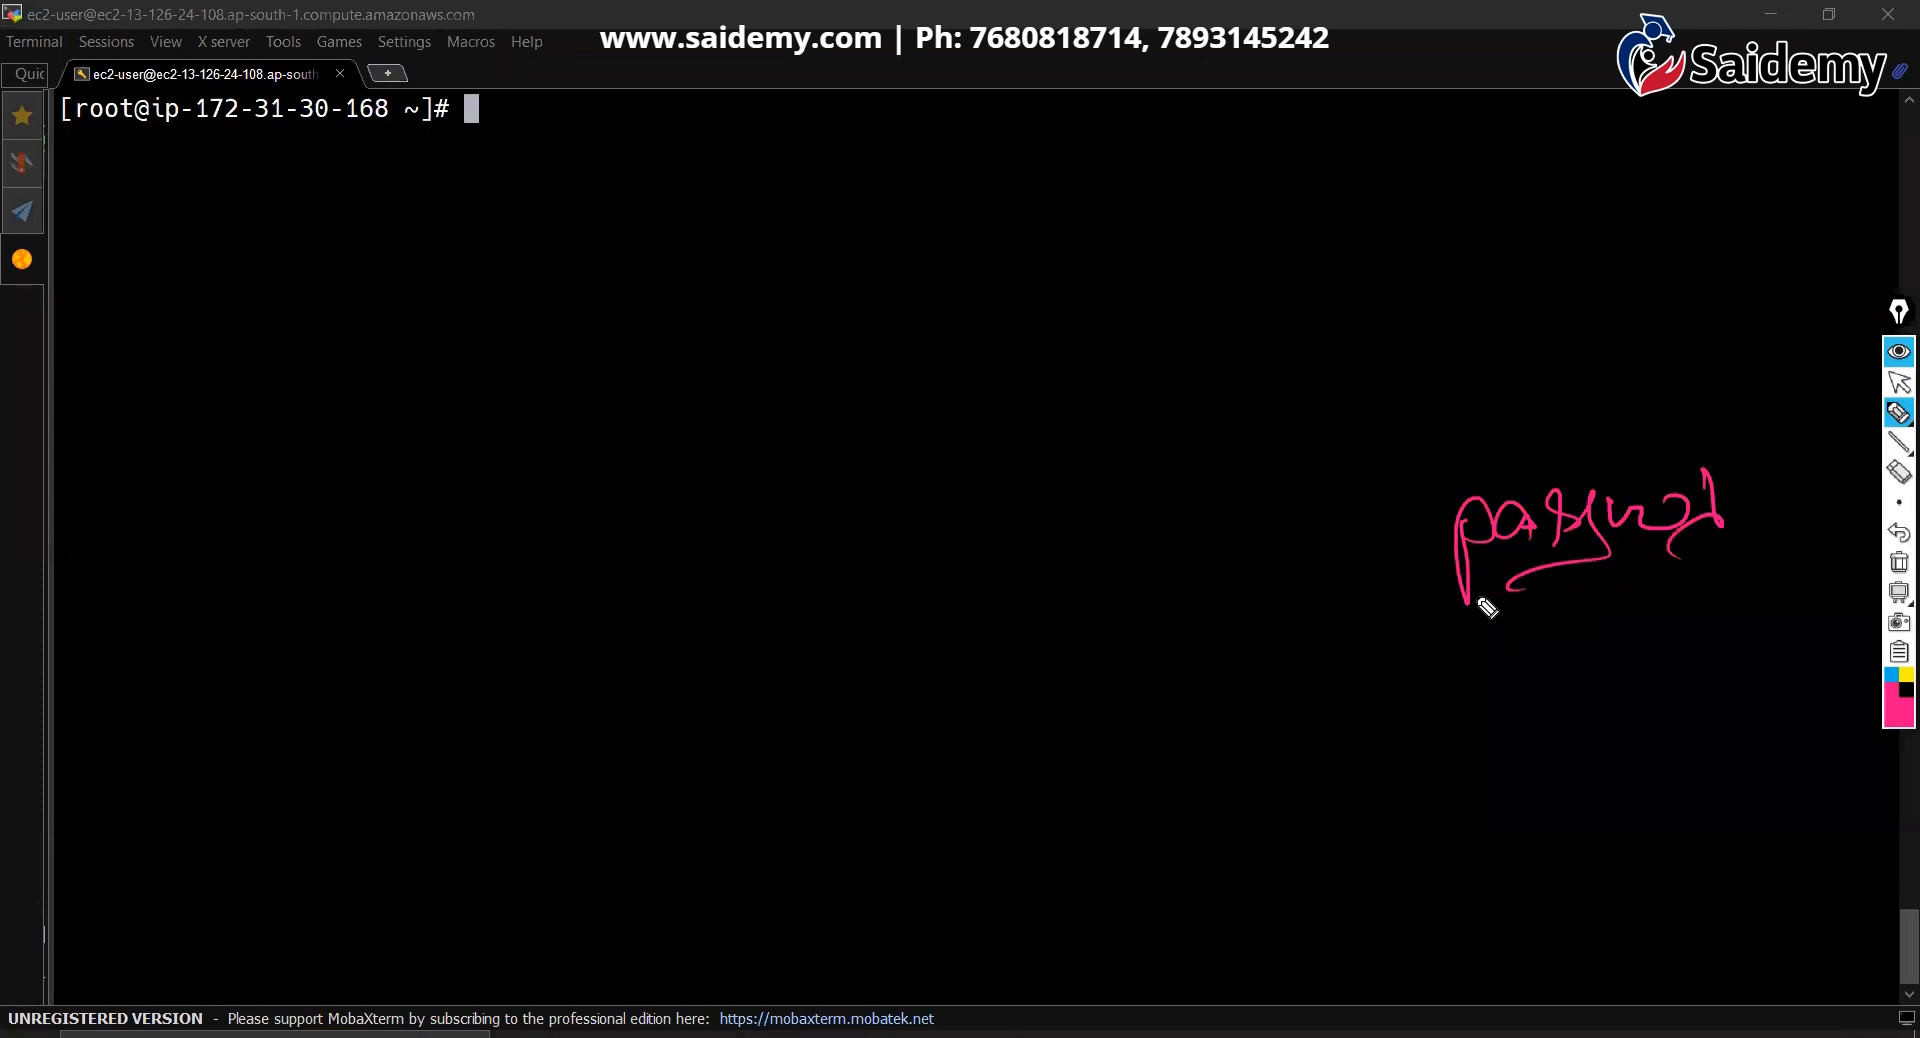 ec2-user@ec2-13-126-24-108.ap-south-1.compute.amazonaws.com
www.saidemy.com | Ph: 7680818714, 7893145242
Saidemy
Terminal Sessions View X server Tools Games Settings Macros Help
Quic
ec2-user@ec2-13-126-24-108.ap-south
[root@ip-172-31-30-168 ~]#
UNREGISTERED VERSION - Please support MobaXterm by subscribing to the professional edition here: https://mobaxterm.mobatek.net